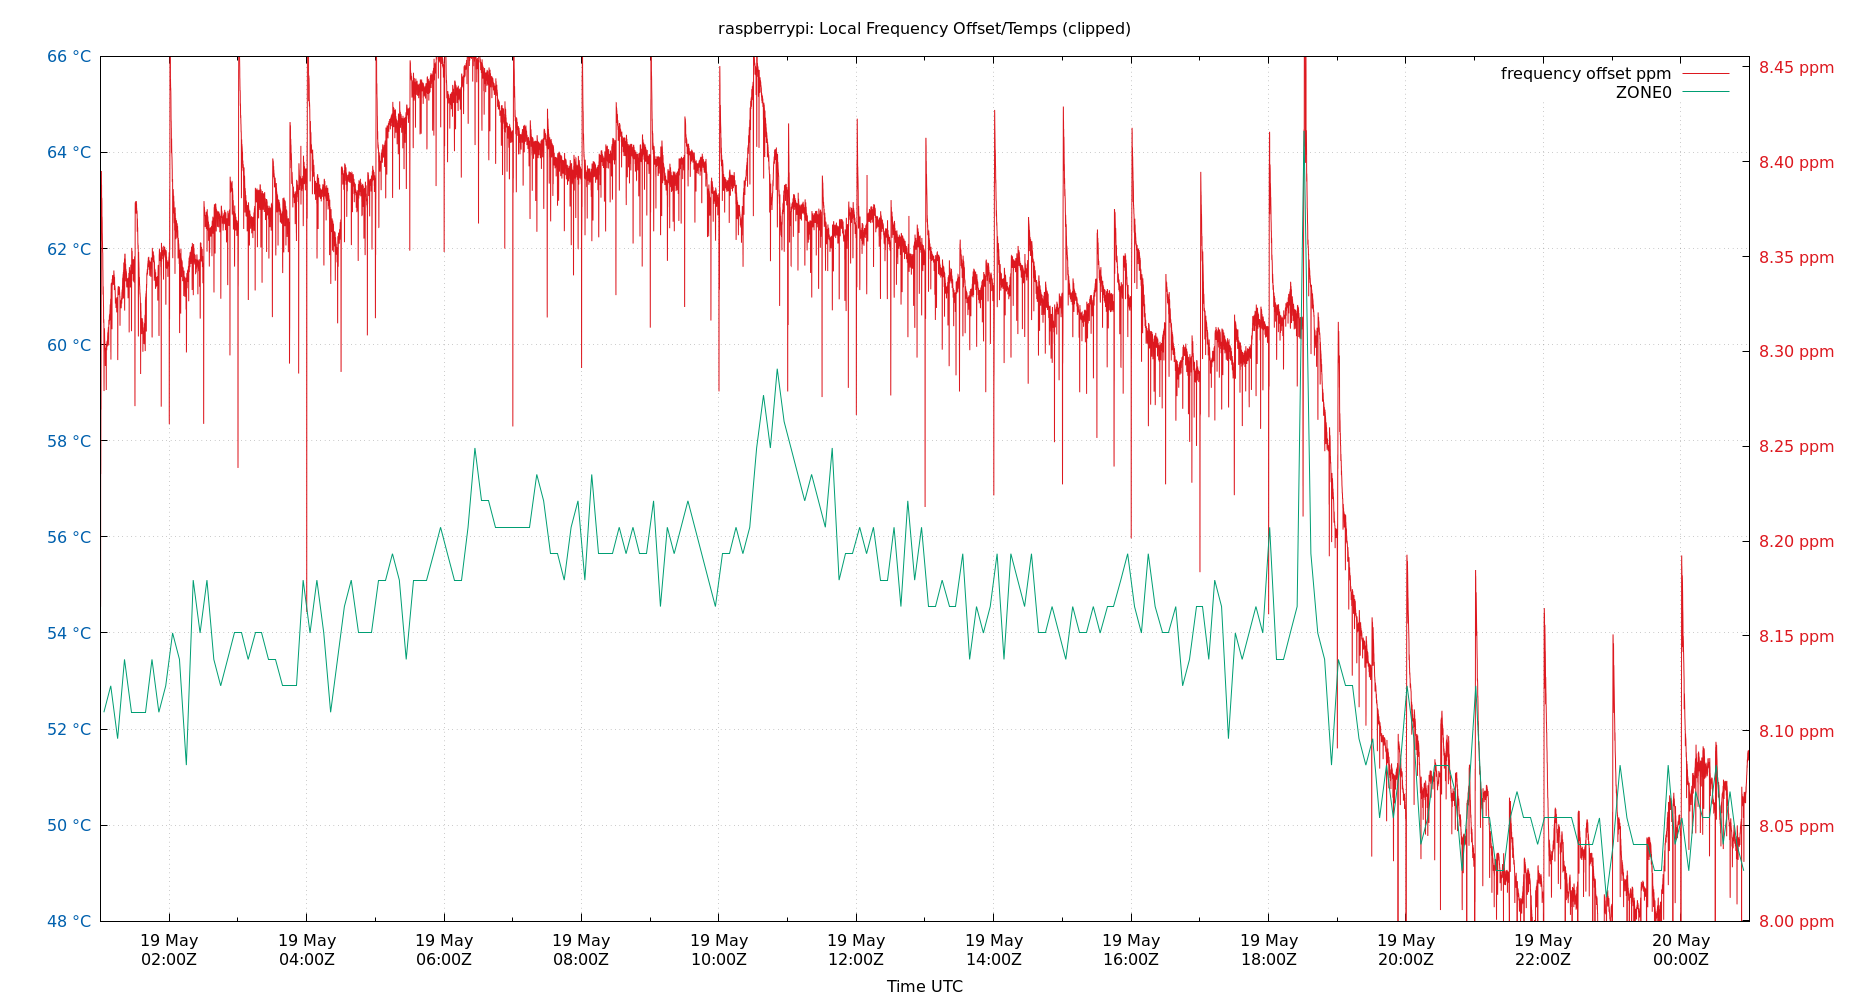 raspberrypi: Local Frequency Offset/Temps (clipped)
frequency offset ppm
ZONE0
66 °C
64 °C
62 °C
60 °C
58 °C
56 °C
54 °C
52 °C
50 °C
48 °C
8.45 ppm
8.40 ppm
8.35 ppm
8.30 ppm
8.25 ppm
8.20 ppm
8.15 ppm
8.10 ppm
8.05 ppm
8.00 ppm
19 May 19 May 19 May 19 May 19 May 19 May 19 May 19 May 19 May 19 May 19 May 20 May
02:00Z 04:00Z 06:00Z 08:00Z 10:00Z 12:00Z 14:00Z 16:00Z 18:00Z 20:00Z 22:00Z 00:00Z
Time UTC